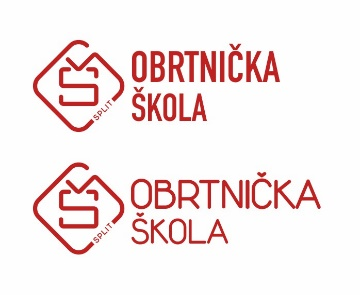 Š
SPLIT
OBRTNIČKA
ŠKOLA
Š
SPLIT
OBRTNIČKA
ŠKOLA